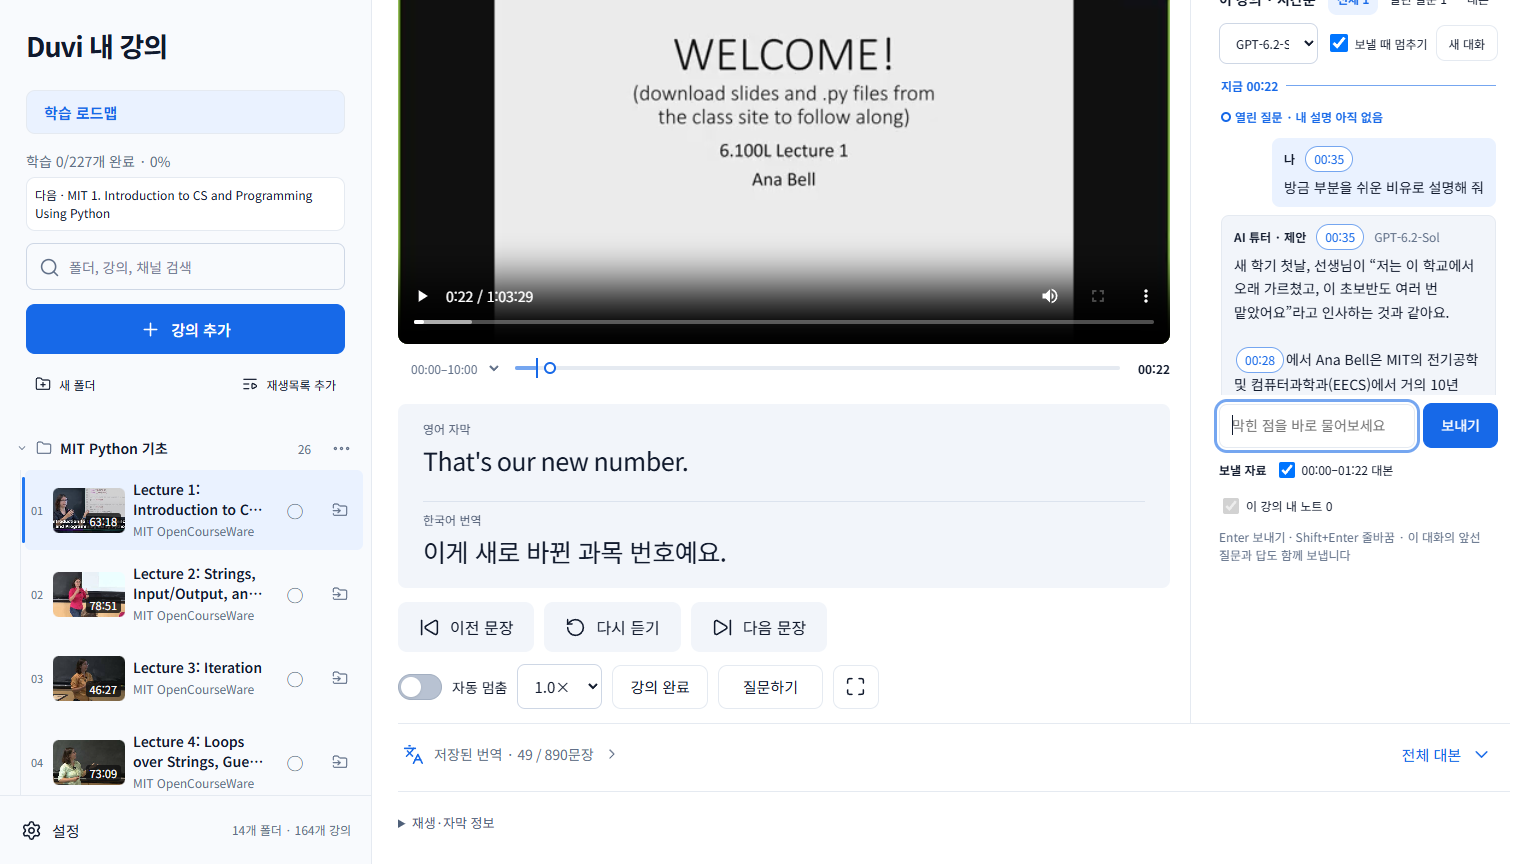 Duvi 내 강의
학습 로드맵
학습 0/227개 완료 · 0%
다음 · MIT 1. Introduction to CS and Programming
Using Python
폴더, 강의, 채널 검색
강의 추가
새 폴더
재생목록 추가
MIT Python 기초
26
01
63:18
Lecture 1:
Introduction to C…
MIT OpenCourseWare
02
78:51
Lecture 2: Strings,
Input/Output, an…
MIT OpenCourseWare
03
46:27
Lecture 3: Iteration
MIT OpenCourseWare
04
73:09
Lecture 4: Loops
over Strings, Gue…
MIT OpenCourseWare
설정
14개 폴더 · 164개 강의
WELCOME!
(download slides and .py files from
the class site to follow along)
6.100L Lecture 1
Ana Bell
0:22 / 1:03:29
00:00–10:00
00:22
영어 자막
That's our new number.
한국어 번역
이게 새로 바뀐 과목 번호예요.
이전 문장
다시 듣기
다음 문장
자동 멈춤
1.0×
강의 완료
질문하기
저장된 번역 · 49 / 890문장
전체 대본
재생·자막 정보
GPT-6.2-S
보낼 때 멈추기
새 대화
지금 00:22
열린 질문 · 내 설명 아직 없음
나 00:35
방금 부분을 쉬운 비유로 설명해 줘
AI 튜터 · 제안 00:35 GPT-6.2-Sol
새 학기 첫날, 선생님이 “저는 이 학교에서
오래 가르쳤고, 이 초보반도 여러 번
맡았어요”라고 인사하는 것과 같아요.
00:28 에서 Ana Bell은 MIT의 전기공학
및 컴퓨터과학과(EECS)에서 거의 10년
막힌 점을 바로 물어보세요
보내기
보낼 자료 00:00–01:22 대본
이 강의 내 노트 0
Enter 보내기 · Shift+Enter 줄바꿈 · 이 대화의 앞선
질문과 답도 함께 보냅니다